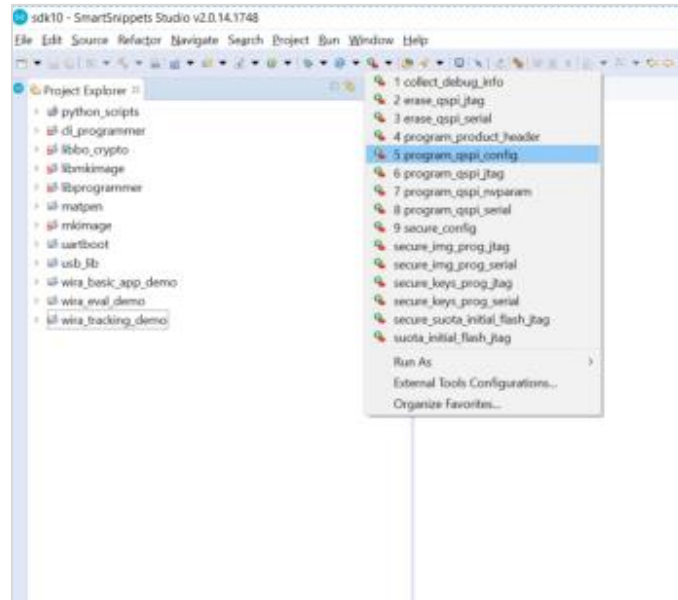 sdk10 - SmartSnippets Studio v2.0.14.1748
File Edit Source Refactor Navigate Search Project Run Window Help
Project Explorer
python_scripts
cli_programmer
libbo_crypto
libmkimage
libprogrammer
matpen
mkimage
uartboot
usb_lib
wira_basic_app_demo
wira_eval_demo
wira_tracking_demo
1 collect_debug_info
2 erase_qspi_jtag
3 erase_qspi_serial
4 program_product_header
5 program_qspi_config
6 program_qspi_jtag
7 program_qspi_nvparam
8 program_qspi_serial
9 secure_config
secure_img_prog_jtag
secure_img_prog_serial
secure_keys_prog_jtag
secure_keys_prog_serial
secure_suota_initial_flash_jtag
suota_initial_flash_jtag
Run As
External Tools Configurations...
Organize Favorites...